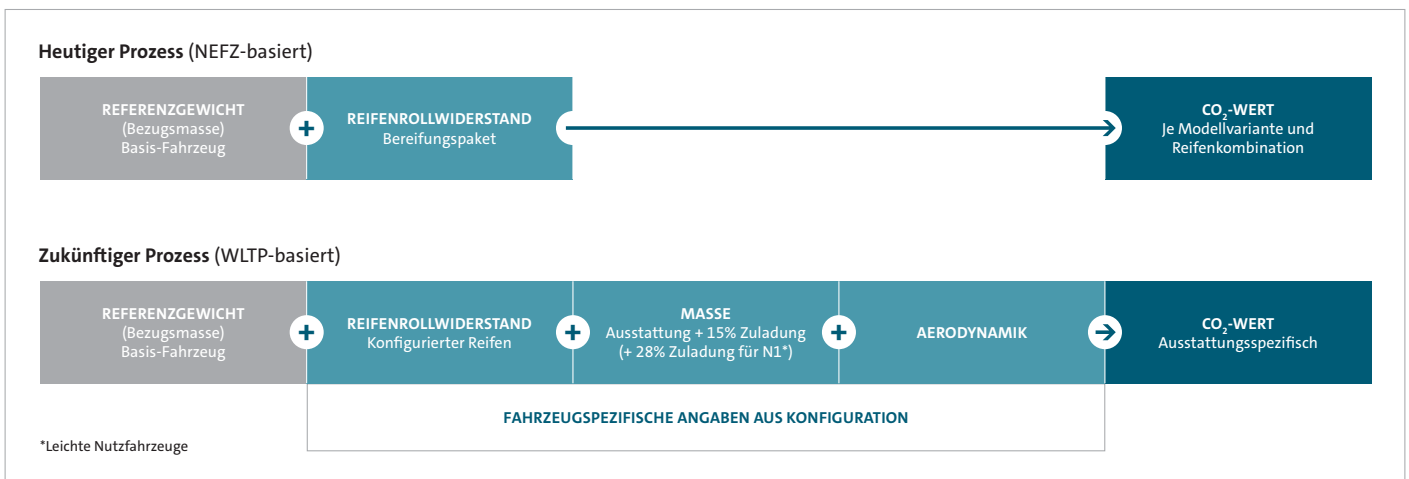 Heutiger Prozess (NEFZ-basiert)
REFERENZGEWICHT
(Bezugsmasse)
Basis-Fahrzeug
+
REIFENROLLWIDERSTAND
Bereifungspaket
CO₂-WERT
Je Modellvariante und
Reifenkombination
Zukünftiger Prozess (WLTP-basiert)
REFERENZGEWICHT
(Bezugsmasse)
Basis-Fahrzeug
+
REIFENROLLWIDERSTAND
Konfigurierter Reifen
+
MASSE
Ausstattung + 15% Zuladung
(+ 28% Zuladung für N1*)
+
AERODYNAMIK
CO₂-WERT
Ausstattungsspezifisch
FAHRZEUGSPEZIFISCHE ANGABEN AUS KONFIGURATION
*Leichte Nutzfahrzeuge